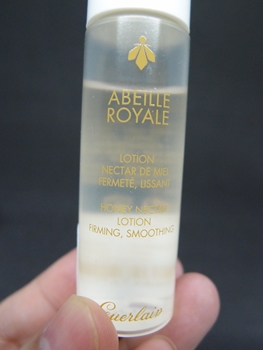 ABEILLE
ROYALE
LOTION
NECTAR DE MIEL
FERMETÉ, LISSANT
HONEY NECTAR
LOTION
FIRMING, SMOOTHING
Guerlain